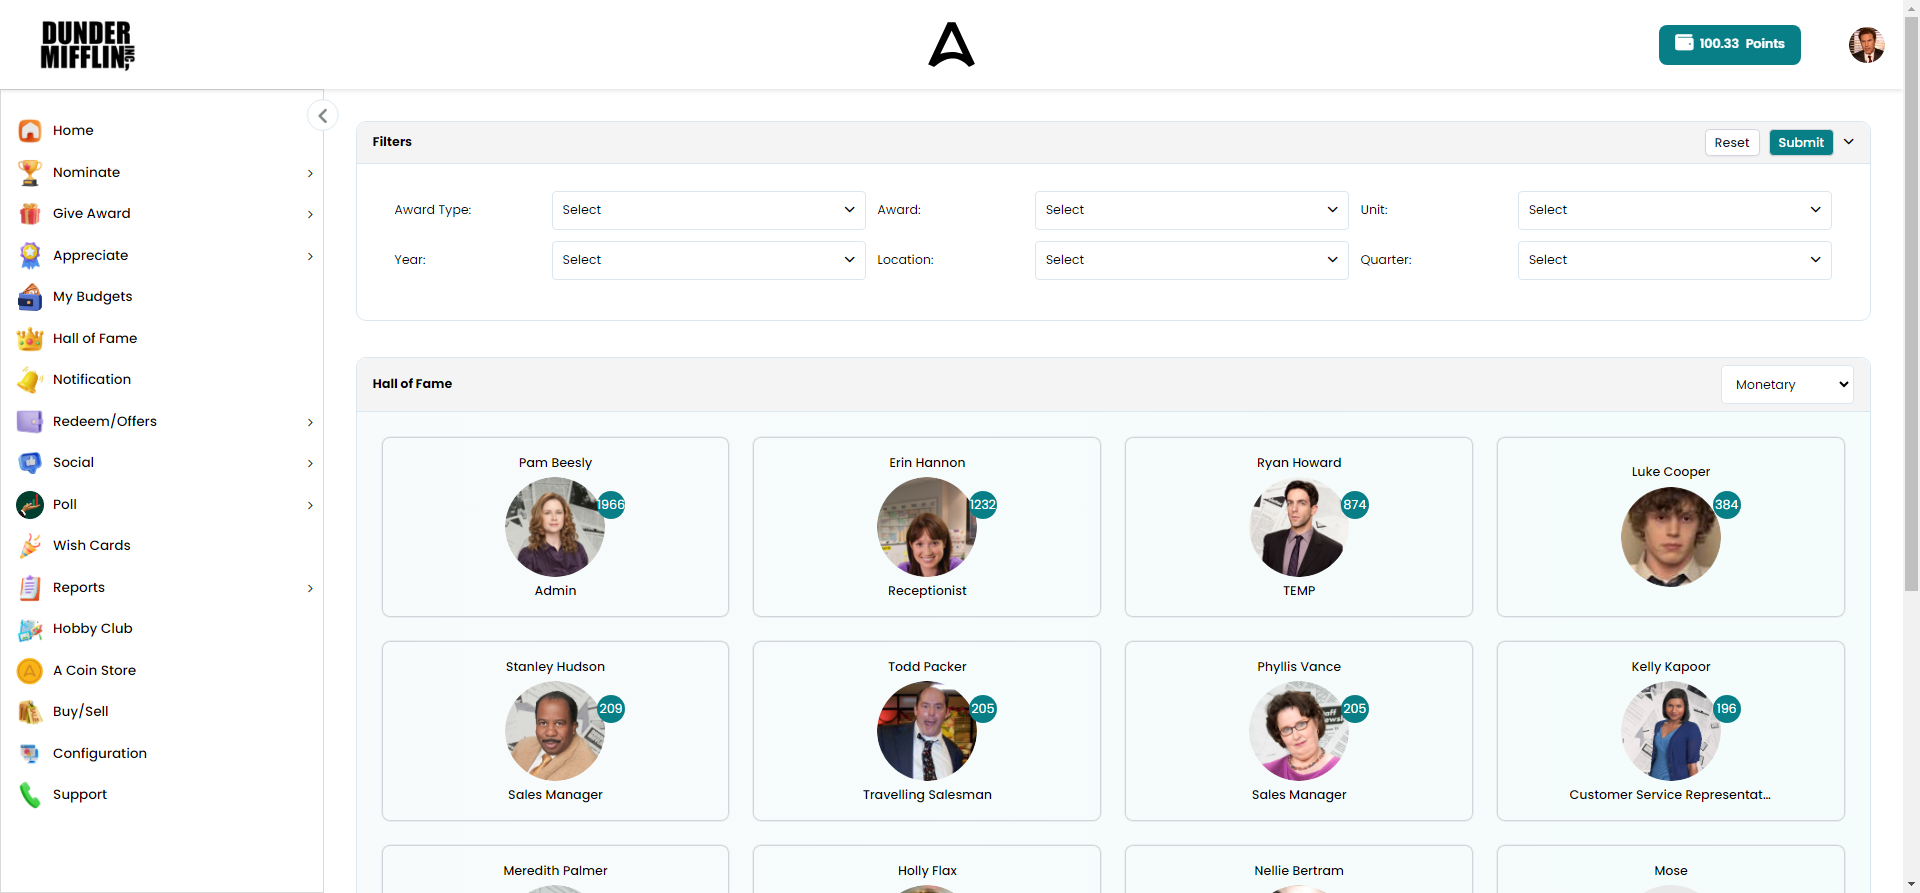 DUNDER
MIFFLIN,
INC.
100.33 Points
Home
Nominate
Give Award
Appreciate
My Budgets
Hall of Fame
Notification
Redeem/Offers
Social
Poll
Wish Cards
Reports
Hobby Club
A Coin Store
Buy/Sell
Configuration
Support
Filters
Reset
Submit
Award Type:
Select
Award:
Select
Unit:
Select
Year:
Select
Location:
Select
Quarter:
Select
Hall of Fame
Monetary
Pam Beesly
1966
Admin
Erin Hannon
1232
Receptionist
Ryan Howard
874
TEMP
Luke Cooper
384
Stanley Hudson
209
Sales Manager
Todd Packer
205
Travelling Salesman
Phyllis Vance
205
Sales Manager
Kelly Kapoor
196
Customer Service Representat...
Meredith Palmer
Holly Flax
Nellie Bertram
Mose